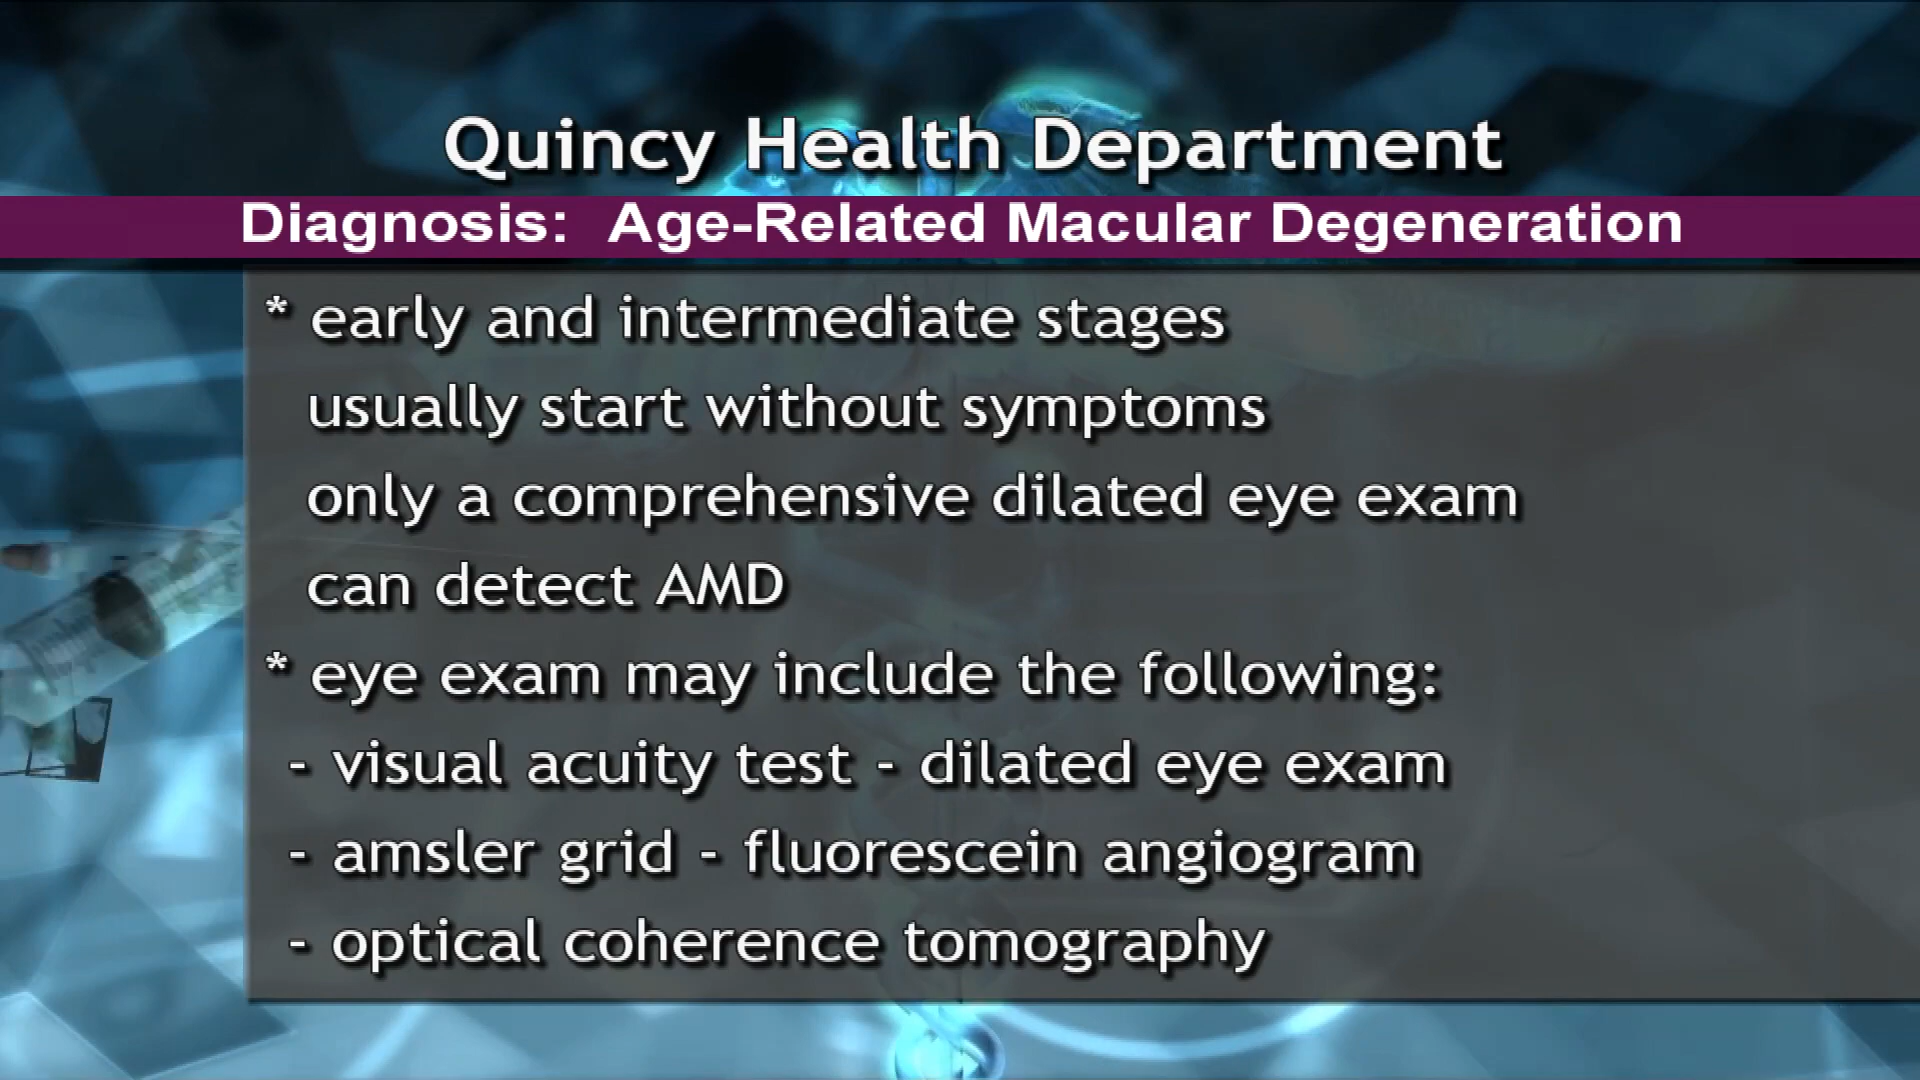 Quincy Health Department
Diagnosis: Age-Related Macular Degeneration
* early and intermediate stages
usually start without symptoms
only a comprehensive dilated eye exam
can detect AMD
* eye exam may include the following:
- visual acuity test - dilated eye exam
- amsler grid - fluorescein angiogram
- optical coherence tomography